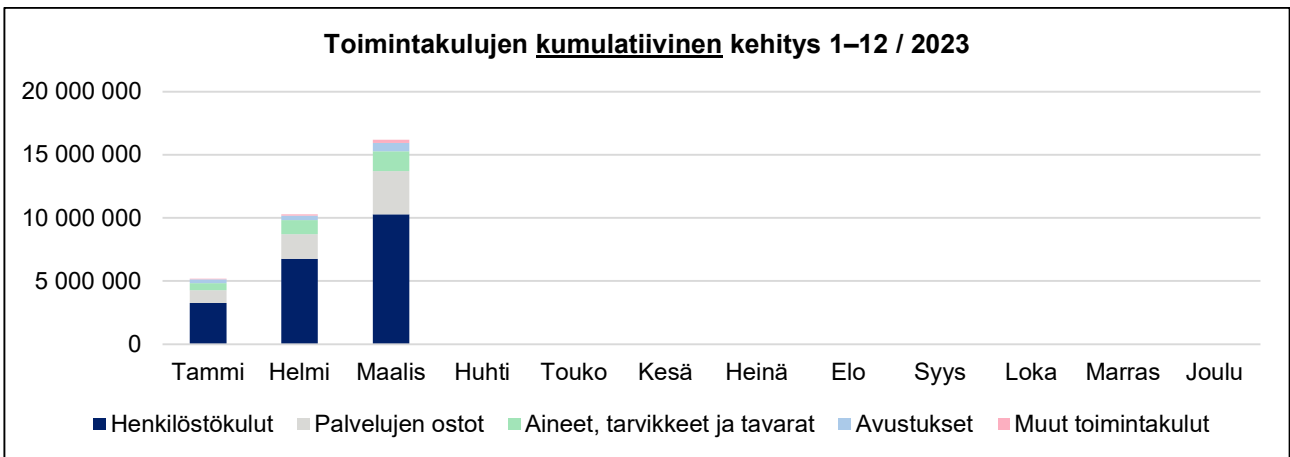 Toimintakulujen kumulatiivinen kehitys 1–12 / 2023
20 000 000
15 000 000
10 000 000
5 000 000
0
Tammi Helmi Maalis Huhti Touko Kesä Heinä Elo Syys Loka Marras Joulu
Henkilöstökulut Palvelujen ostot Aineet, tarvikkeet ja tavarat Avustukset Muut toimintakulut